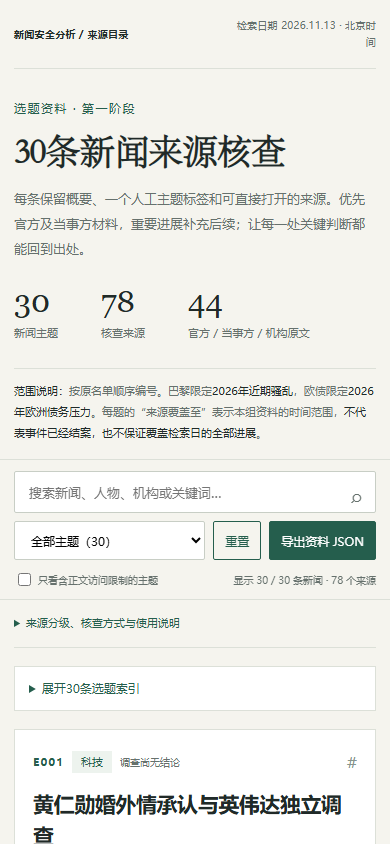 新闻安全分析 / 来源目录
检索日期 2026.11.13 · 北京时
间
选题资料 · 第一阶段
30条新闻来源核查
每条保留概要、一个人工主题标签和可直接打开的来源。优先
官方及当事方材料，重要进展补充后续；让每一处关键判断都
能回到出处。
30
新闻主题
78
核查来源
44
官方 / 当事方 / 机构原文
范围说明：按原名单顺序编号。巴黎限定2026年近期骚乱，欧债限定2026
年欧洲债务压力。每题的“来源覆盖至”表示本组资料的时间范围，不代
表事件已经结案，也不保证覆盖检索日的全部进展。
搜索新闻、人物、机构或关键词...
全部主题（30）
重置
导出资料 JSON
只看含正文访问限制的主题
显示 30 / 30 条新闻 · 78 个来源
来源分级、核查方式与使用说明
展开30条选题索引
E001
科技
调查尚无结论
#
黄仁勋婚外情承认与英伟达独立调
查